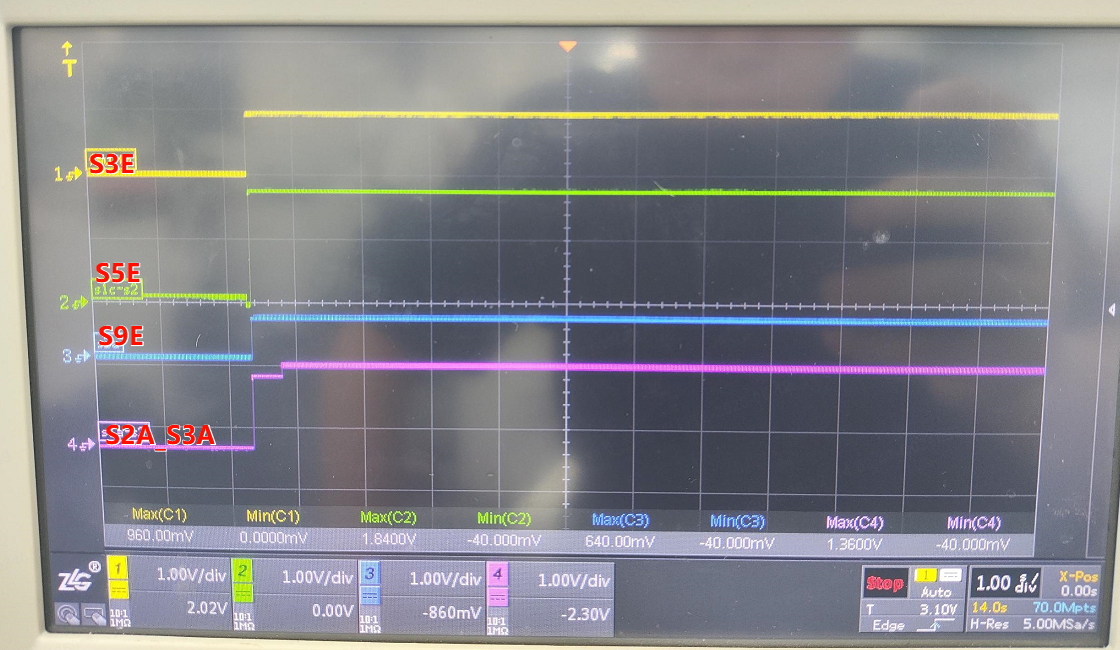 T
1 S3E
S5E
2 s1c-s2
S9E
3
4 S2A_S3A
Max(C1) Min(C1) Max(C2) Min(C2) Max(C3) Min(C3) Max(C4) Min(C4)
960.00mV 0.0000mV 1.8400V -40.000mV 640.00mV -40.000mV 1.3600V -40.000mV
ZLG® 1 1.00V/div 2 1.00V/div 3 1.00V/div 4 1.00V/div
2.02V 0.00V -860mV -2.30V
10:1 10:1 10:1 10:1
1MΩ 1MΩ 1MΩ 1MΩ
Stop 1 Auto 1.00 s/div X-Pos 0.00s
T 3.10V 14.0s 70.0Mpts
Edge H-Res 5.00MSa/s